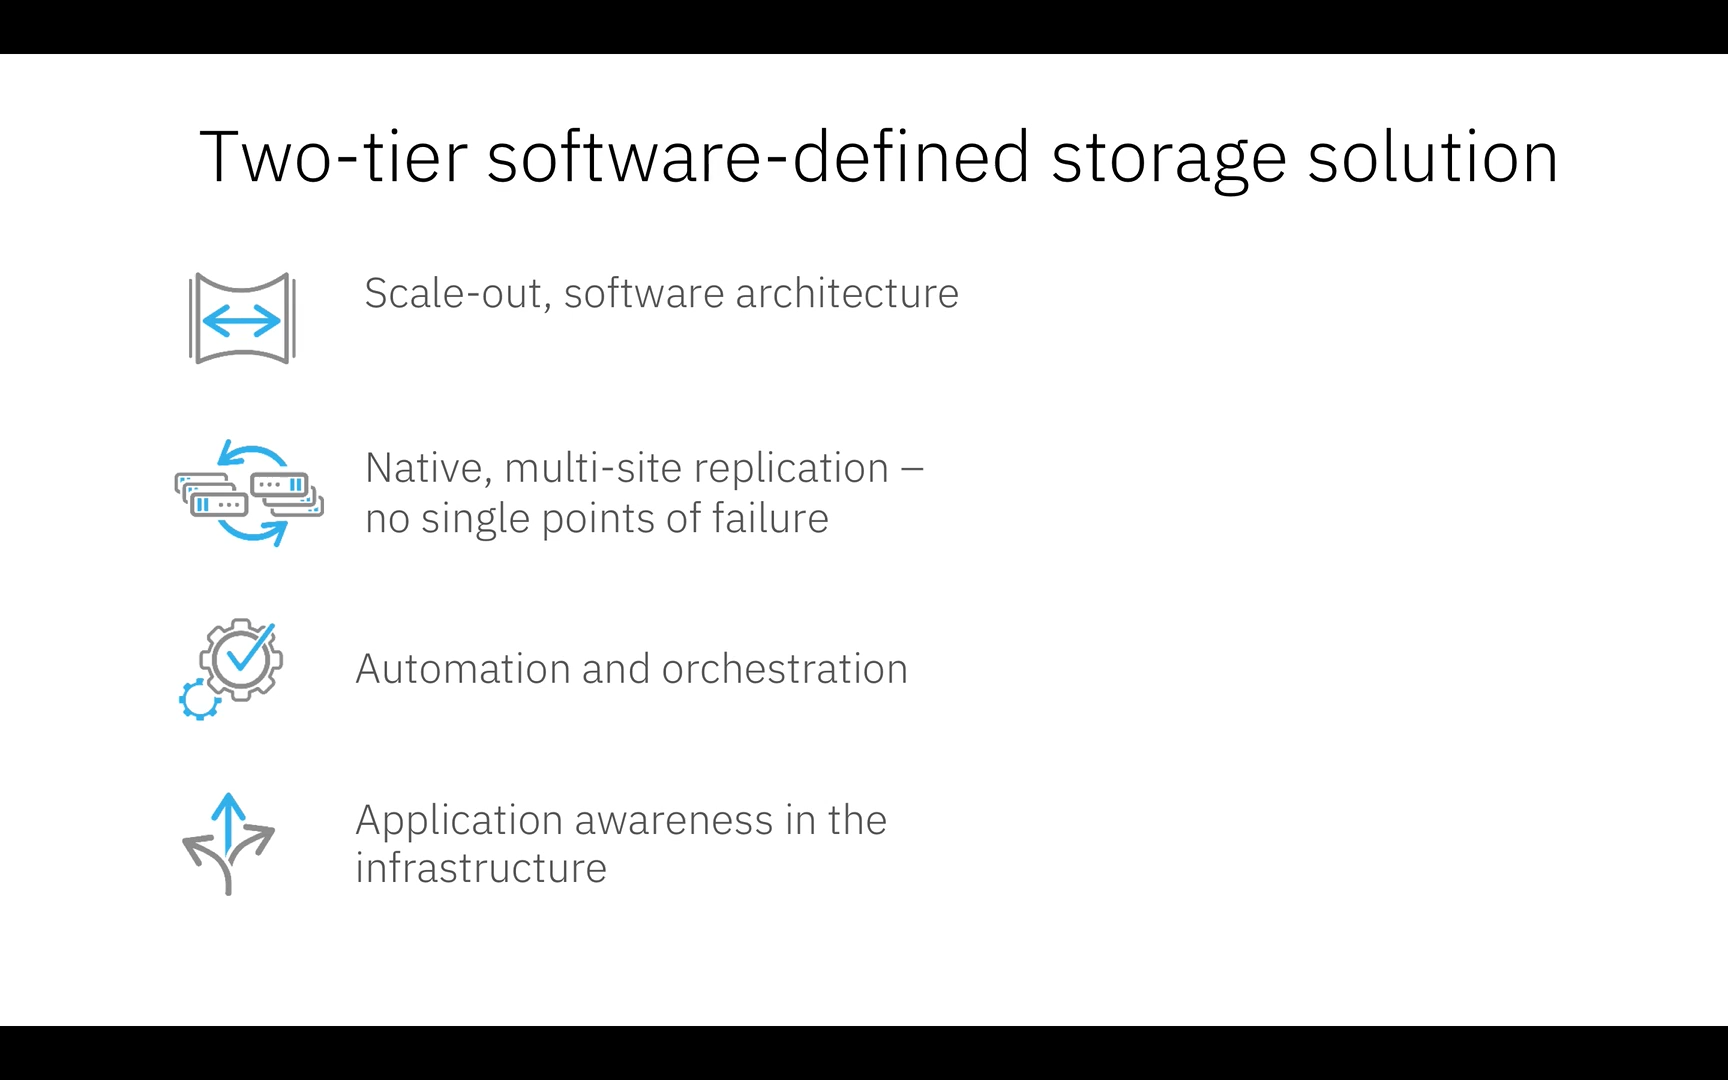 Two-tier software-defined storage solution
Scale-out, software architecture
Native, multi-site replication –
no single points of failure
Automation and orchestration
Application awareness in the
infrastructure